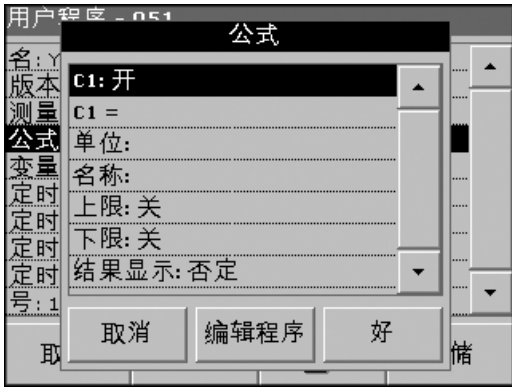 用户程序 - 051
公式
名:
版本
测量
公式
变量
定时
定时
定时
定时
号:1
C1: 开
C1 =
单位:
名称:
上限: 关
下限: 关
结果显示: 否定
取消
编辑程序
好
取
储